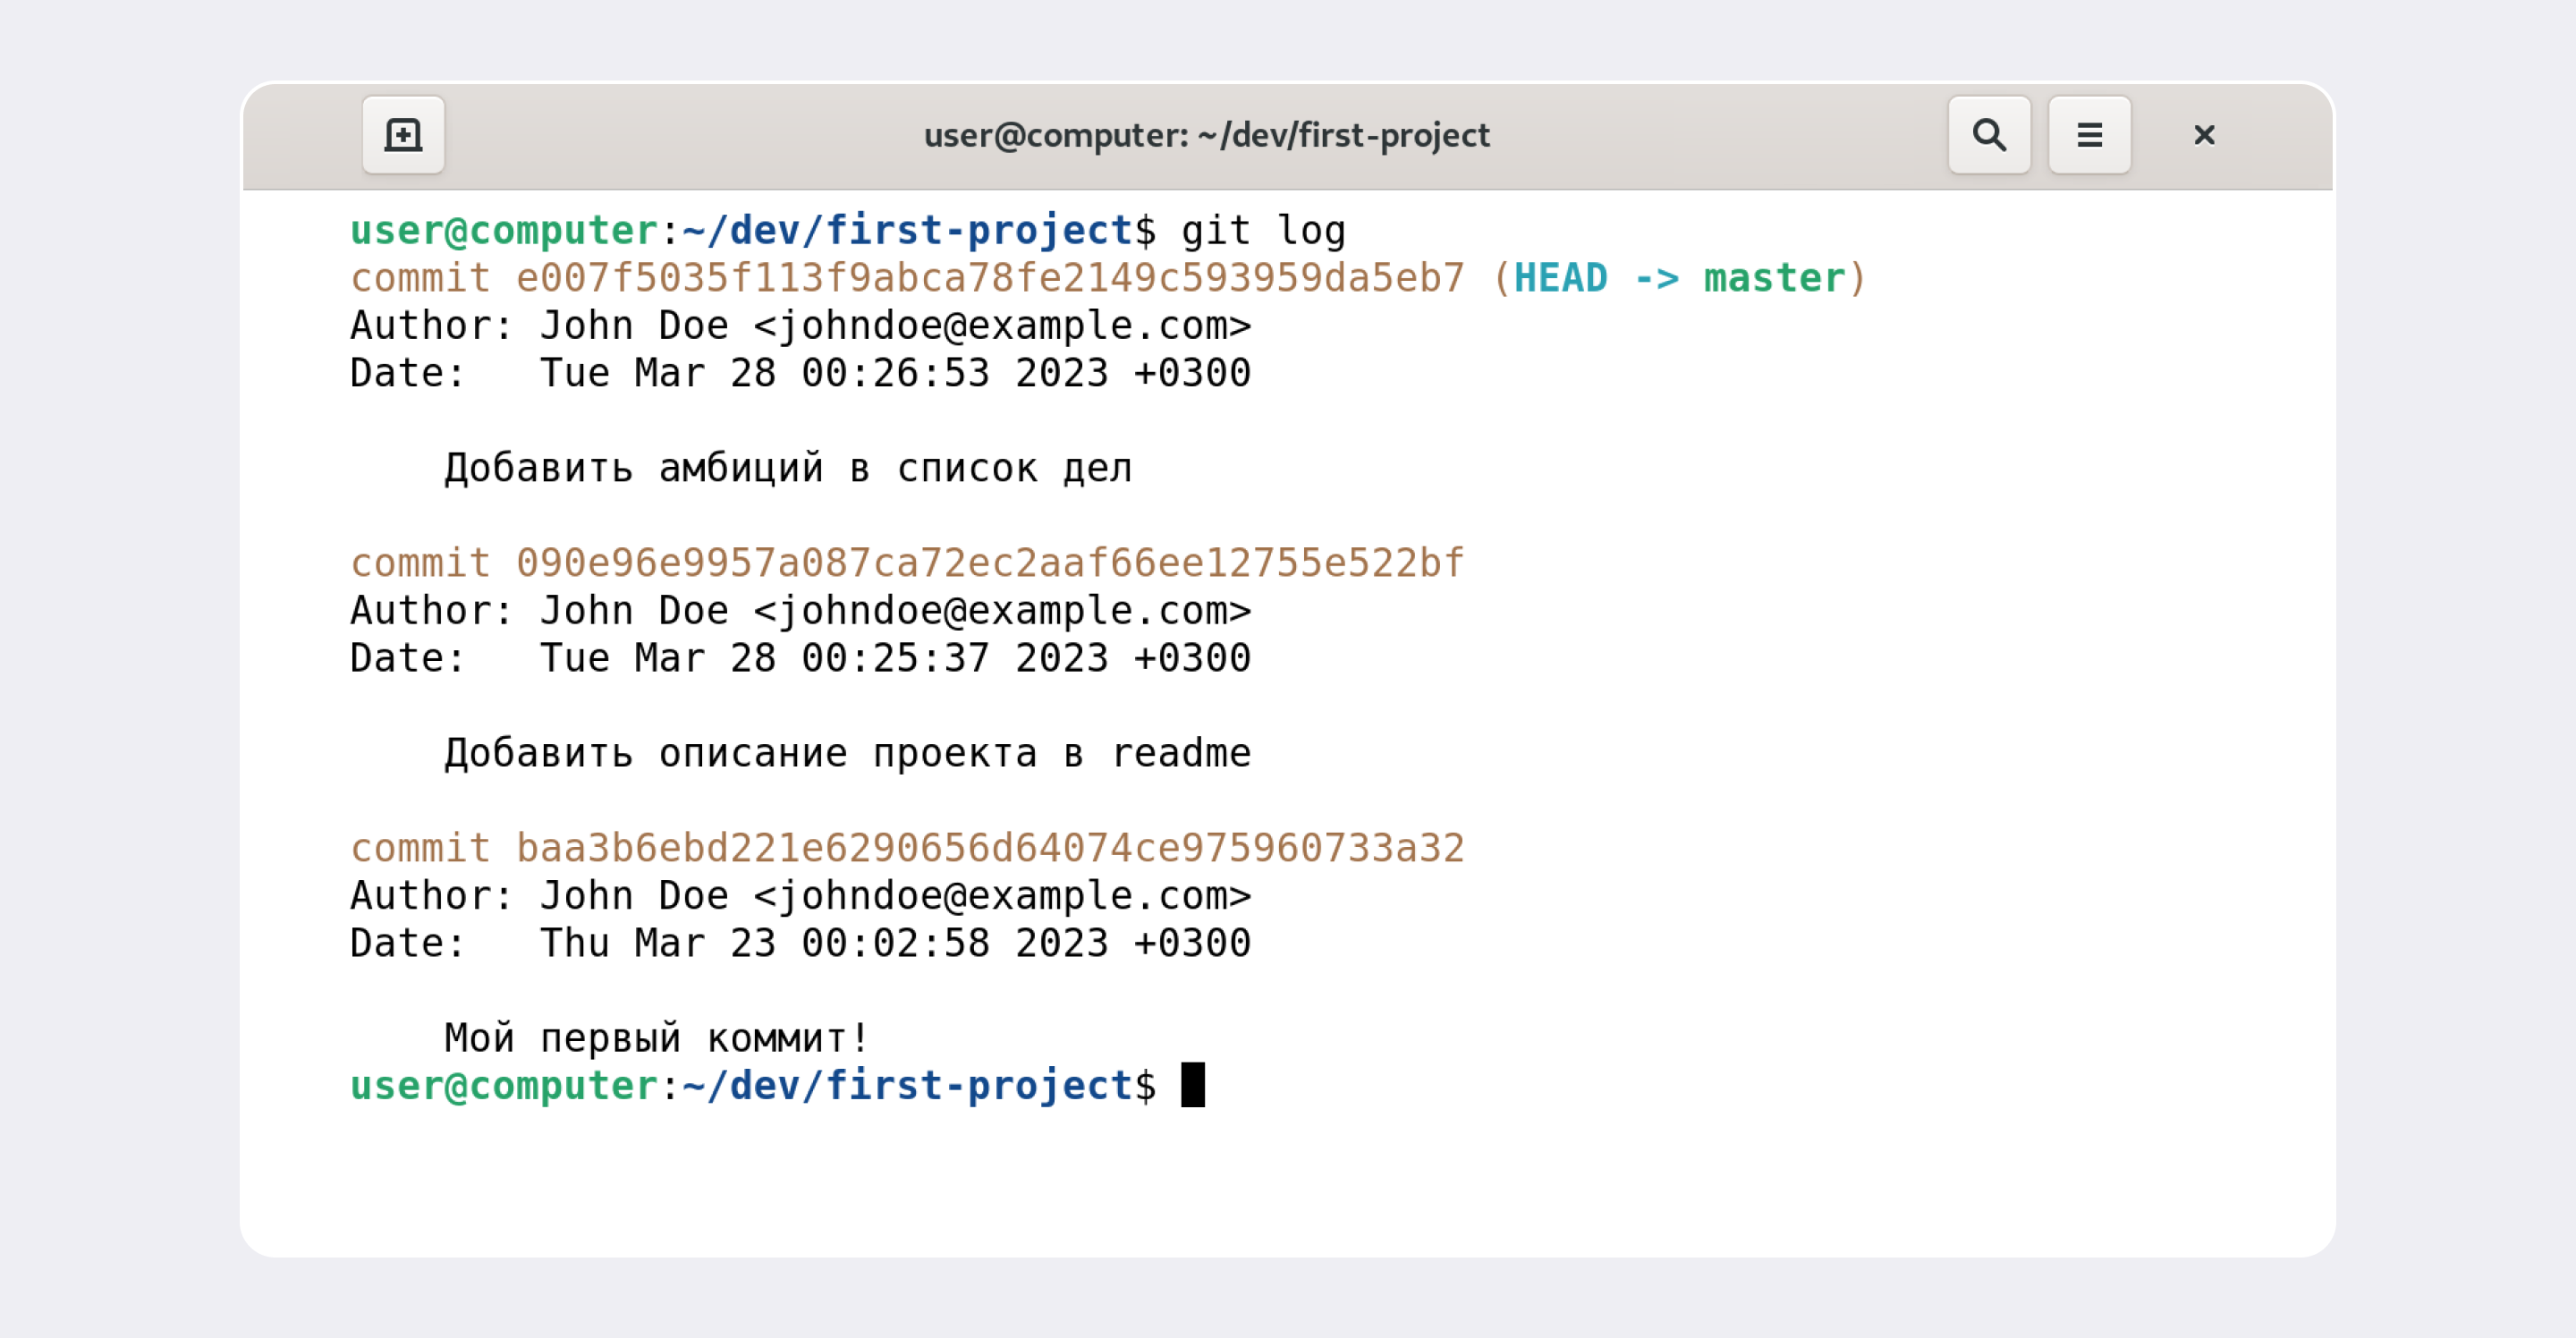 user@computer: ~/dev/first-project
user@computer:~/dev/first-project$ git log
commit e007f5035f113f9abca78fe2149c593959da5eb7 (HEAD -> master)
Author: John Doe <johndoe@example.com>
Date:   Tue Mar 28 00:26:53 2023 +0300
Добавить амбиций в список дел
commit 090e96e9957a087ca72ec2aaf66ee12755e522bf
Author: John Doe <johndoe@example.com>
Date:   Tue Mar 28 00:25:37 2023 +0300
Добавить описание проекта в readme
commit baa3b6ebd221e6290656d64074ce975960733a32
Author: John Doe <johndoe@example.com>
Date:   Thu Mar 23 00:02:58 2023 +0300
Мой первый коммит!
user@computer:~/dev/first-project$